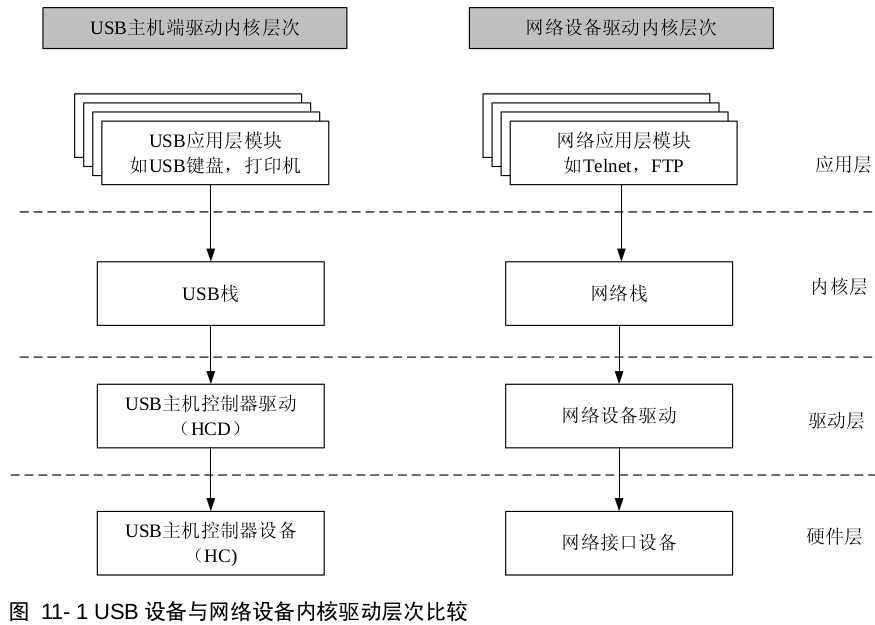 USB主机端驱动内核层次
网络设备驱动内核层次
USB应用层模块
如USB键盘，打印机
网络应用层模块
如Telnet，FTP
应用层
USB栈
网络栈
内核层
USB主机控制器驱动
（HCD）
网络设备驱动
驱动层
USB主机控制器设备
（HC)
网络接口设备
硬件层
图 11- 1 USB 设备与网络设备内核驱动层次比较